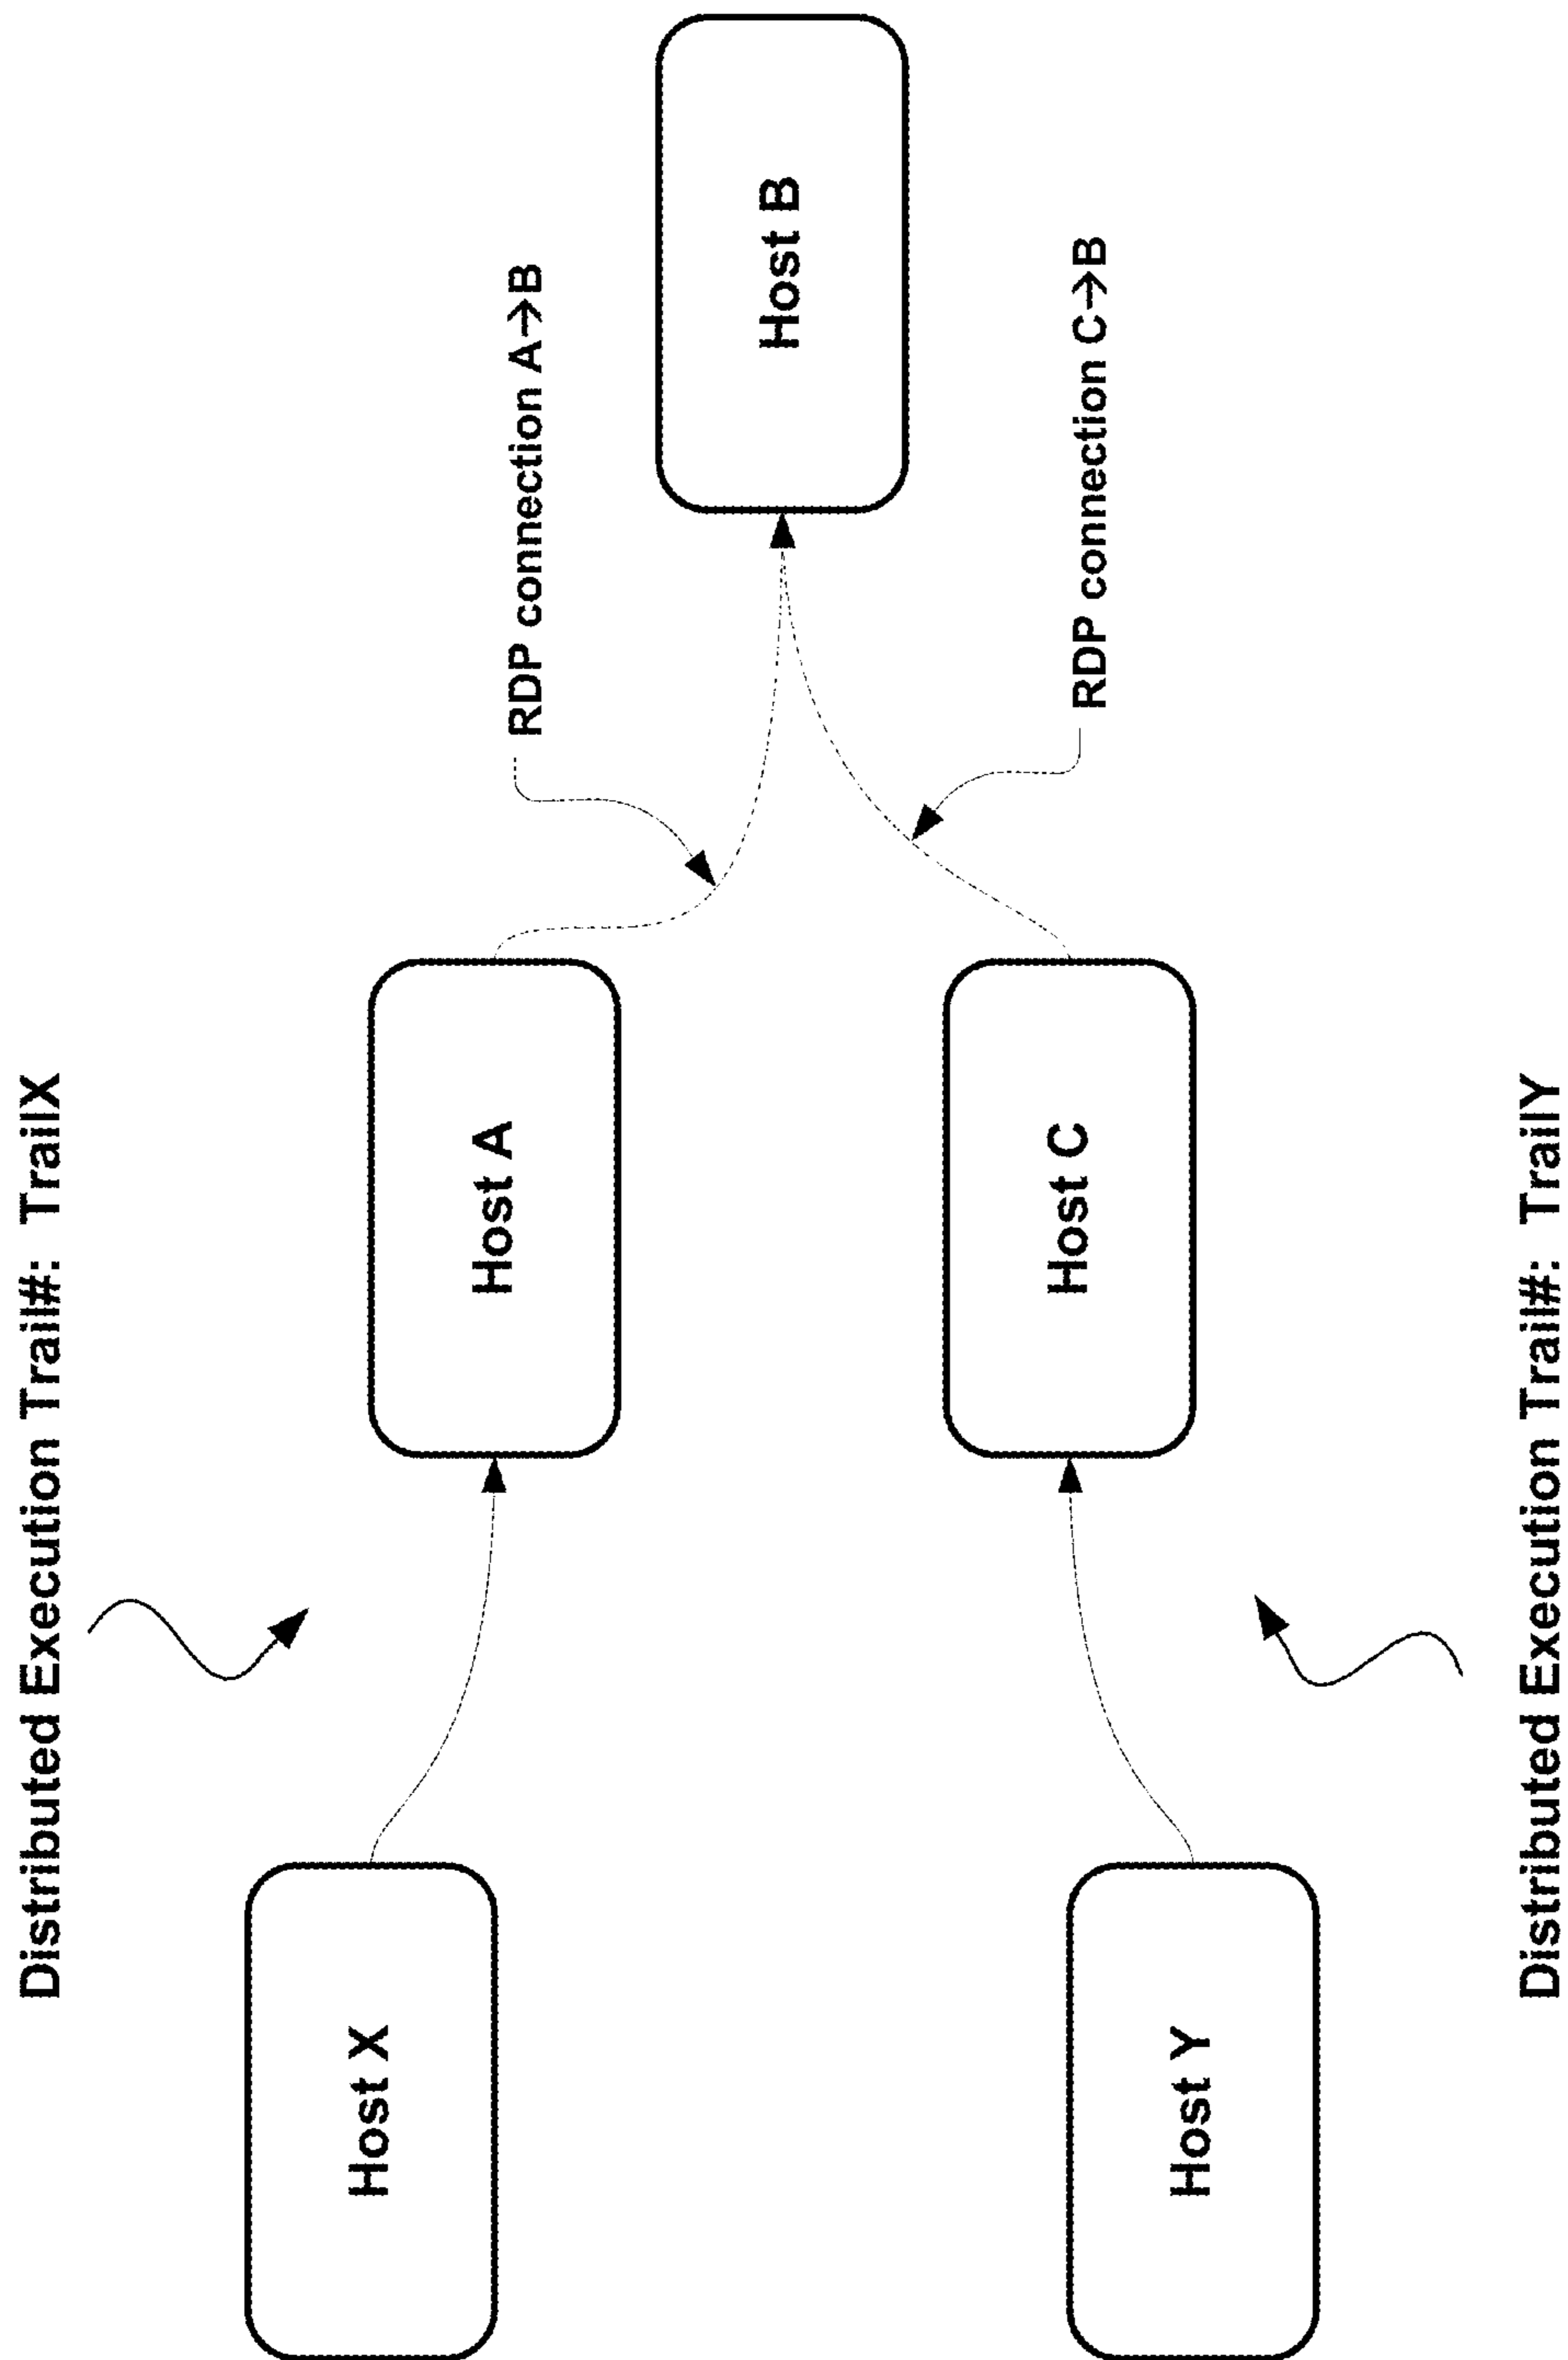 Distributed Execution Trail#: TrailX
Host X
Host A
RDP connection A→B
Host B
RDP connection C→B
Host C
Host Y
Distributed Execution Trail#: TrailY